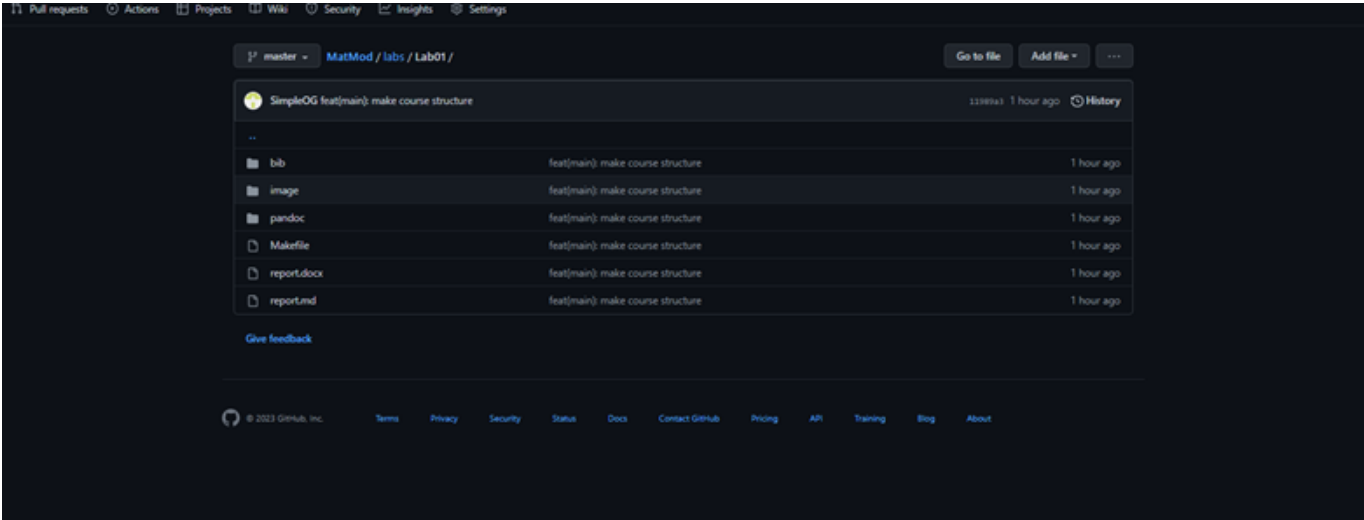 Pull requests Actions Projects Wiki Security Insights Settings
master MatMod / labs / Lab01 / Go to file Add file ...
SimpleOG feat(main): make course structure 11989a3 1 hour ago History
..
bib feat(main): make course structure 1 hour ago
image feat(main): make course structure 1 hour ago
pandoc feat(main): make course structure 1 hour ago
Makefile feat(main): make course structure 1 hour ago
report.docx feat(main): make course structure 1 hour ago
report.md feat(main): make course structure 1 hour ago
Give feedback
© 2023 GitHub, Inc. Terms Privacy Security Status Docs Contact GitHub Pricing API Training Blog About